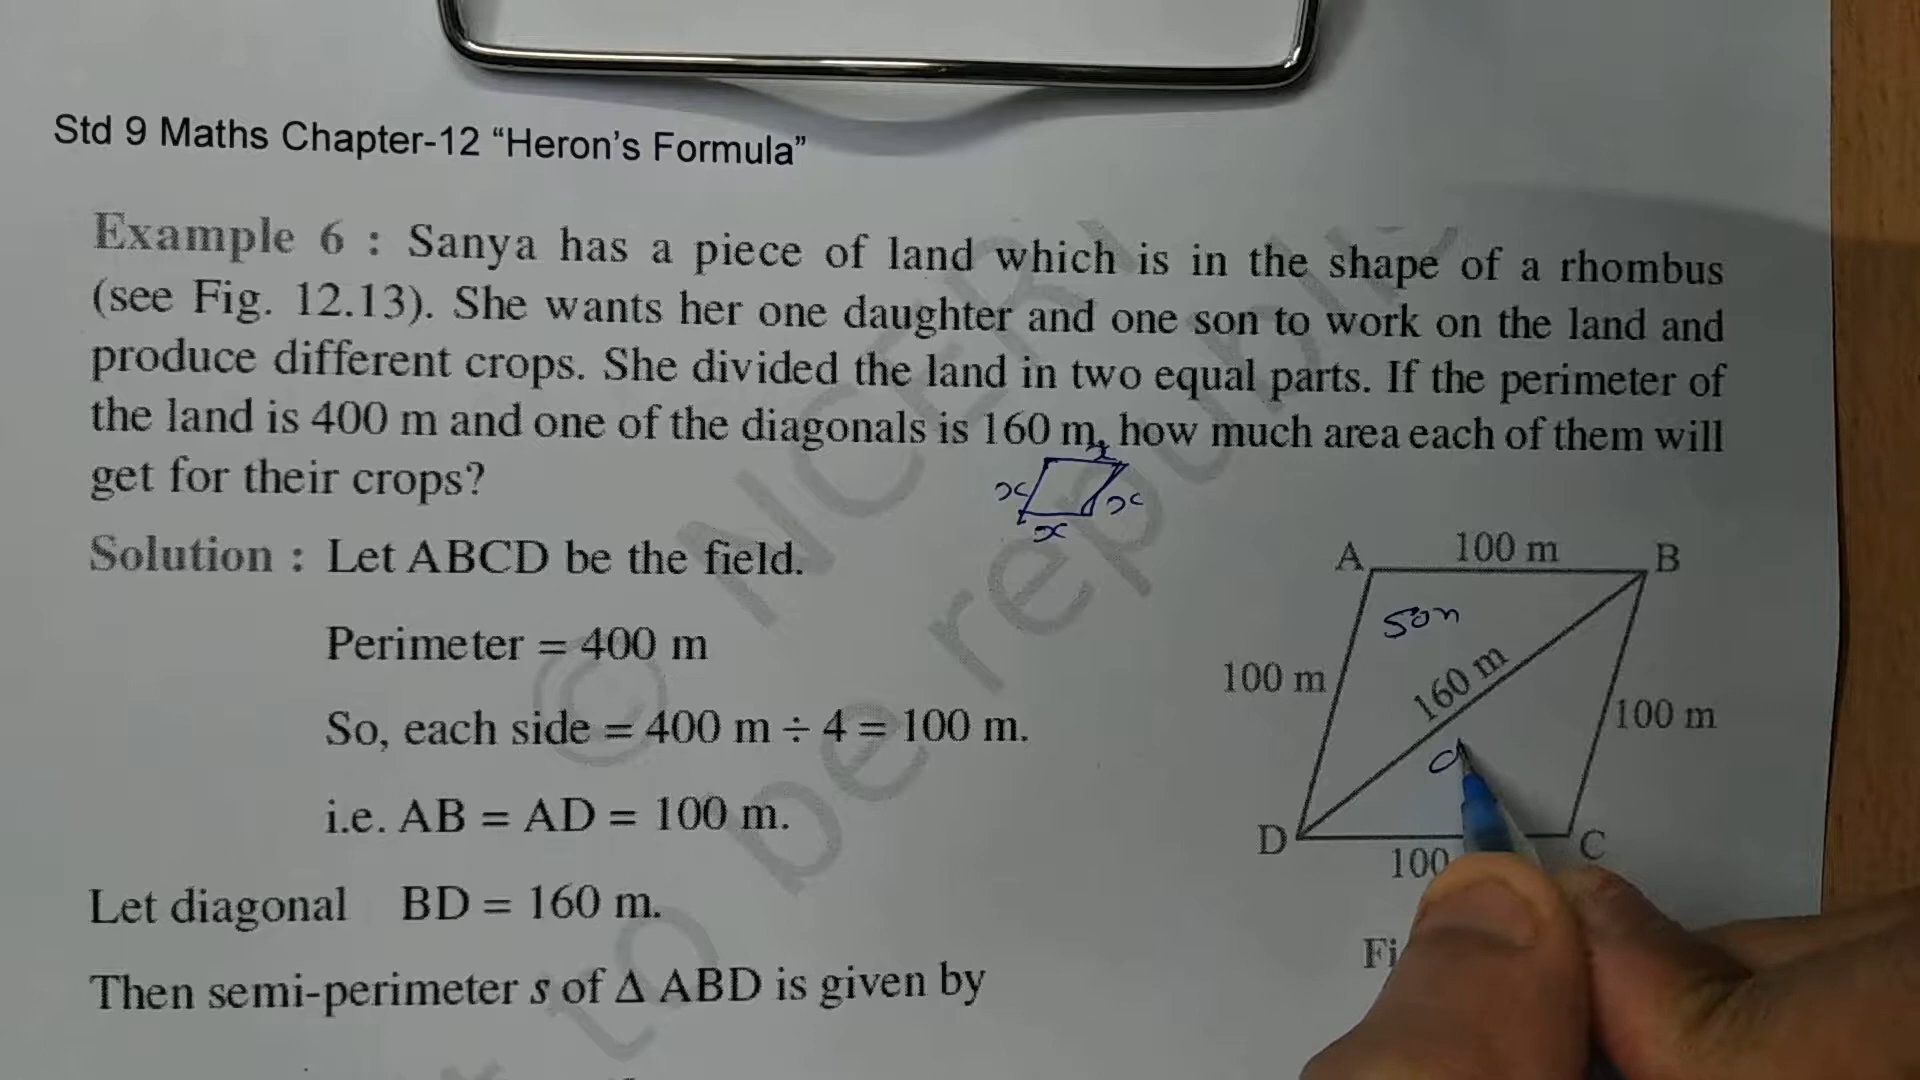 Std 9 Maths Chapter-12 “Heron’s Formula”
Example 6 : Sanya has a piece of land which is in the shape of a rhombus
(see Fig. 12.13). She wants her one daughter and one son to work on the land and
produce different crops. She divided the land in two equal parts. If the perimeter of
the land is 400 m and one of the diagonals is 160 m, how much area each of them will
get for their crops?
x
x
x
x
Solution : Let ABCD be the field.
Perimeter = 400 m
So, each side = 400 m ÷ 4 = 100 m.
i.e. AB = AD = 100 m.
Let diagonal BD = 160 m.
Then semi-perimeter s of Δ ABD is given by
A 100 m B
son
100 m
160 m
100 m
D
100
C
© NCERT
to be republis